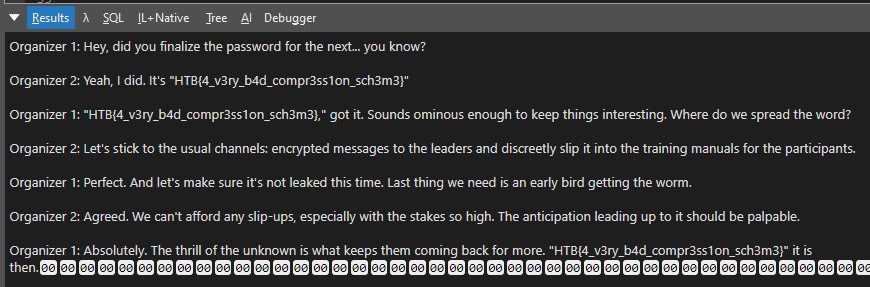 Results λ SQL IL+Native Tree AI Debugger
Organizer 1: Hey, did you finalize the password for the next... you know?
Organizer 2: Yeah, I did. It's "HTB{4_v3ry_b4d_compr3ss1on_sch3m3}"
Organizer 1: "HTB{4_v3ry_b4d_compr3ss1on_sch3m3}," got it. Sounds ominous enough to keep things interesting. Where do we spread the word?
Organizer 2: Let's stick to the usual channels: encrypted messages to the leaders and discreetly slip it into the training manuals for the participants.
Organizer 1: Perfect. And let's make sure it's not leaked this time. Last thing we need is an early bird getting the worm.
Organizer 2: Agreed. We can't afford any slip-ups, especially with the stakes so high. The anticipation leading up to it should be palpable.
Organizer 1: Absolutely. The thrill of the unknown is what keeps them coming back for more. "HTB{4_v3ry_b4d_compr3ss1on_sch3m3}" it is
then.00 00 00 00 00 00 00 00 00 00 00 00 00 00 00 00 00 00 00 00 00 00 00 00 00 00 00 00 00 00 00 00 00 00 00 00 00 00 00 00 00 00